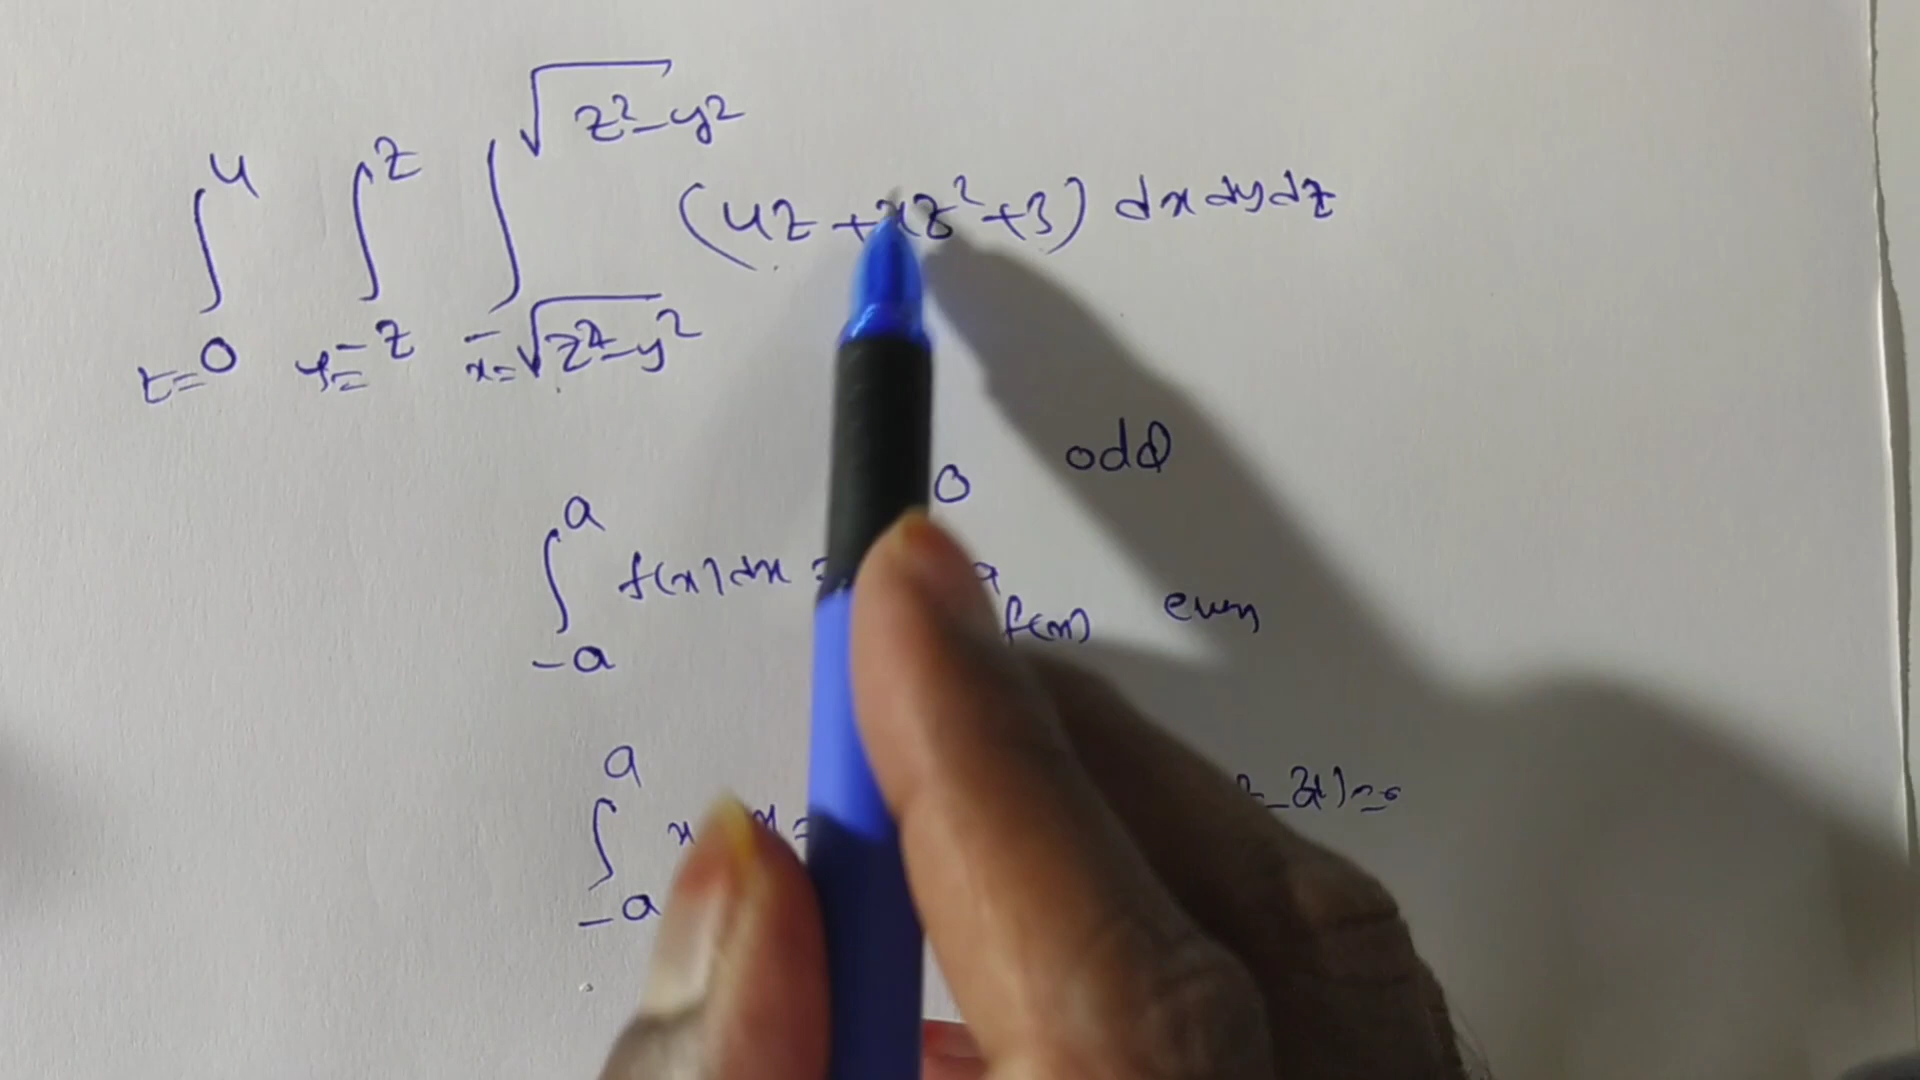 ∫_{z=0}^{4} ∫_{y=-z}^{z} ∫_{x=-√(z²-y²)}^{√(z²-y²)} (4z+xz²+3) dx dy dz
0 odd
∫_{-a}^{a} f(x) dx = a f(x) even
∫_{-a}^{a} x =